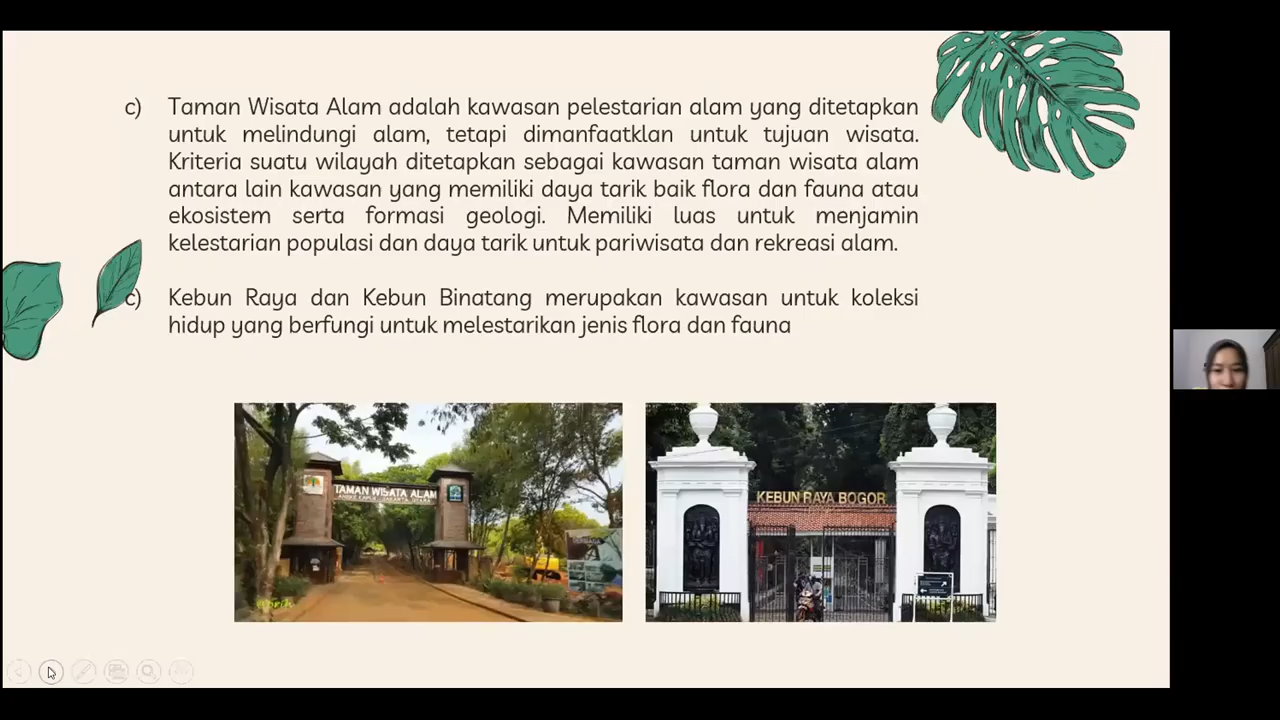 c) Taman Wisata Alam adalah kawasan pelestarian alam yang ditetapkan
untuk melindungi alam, tetapi dimanfaatklan untuk tujuan wisata.
Kriteria suatu wilayah ditetapkan sebagai kawasan taman wisata alam
antara lain kawasan yang memiliki daya tarik baik flora dan fauna atau
ekosistem serta formasi geologi. Memiliki luas untuk menjamin
kelestarian populasi dan daya tarik untuk pariwisata dan rekreasi alam.
c) Kebun Raya dan Kebun Binatang merupakan kawasan untuk koleksi
hidup yang berfungi untuk melestarikan jenis flora dan fauna
TAMAN WISATA ALAM
KEBUN RAYA BOGOR